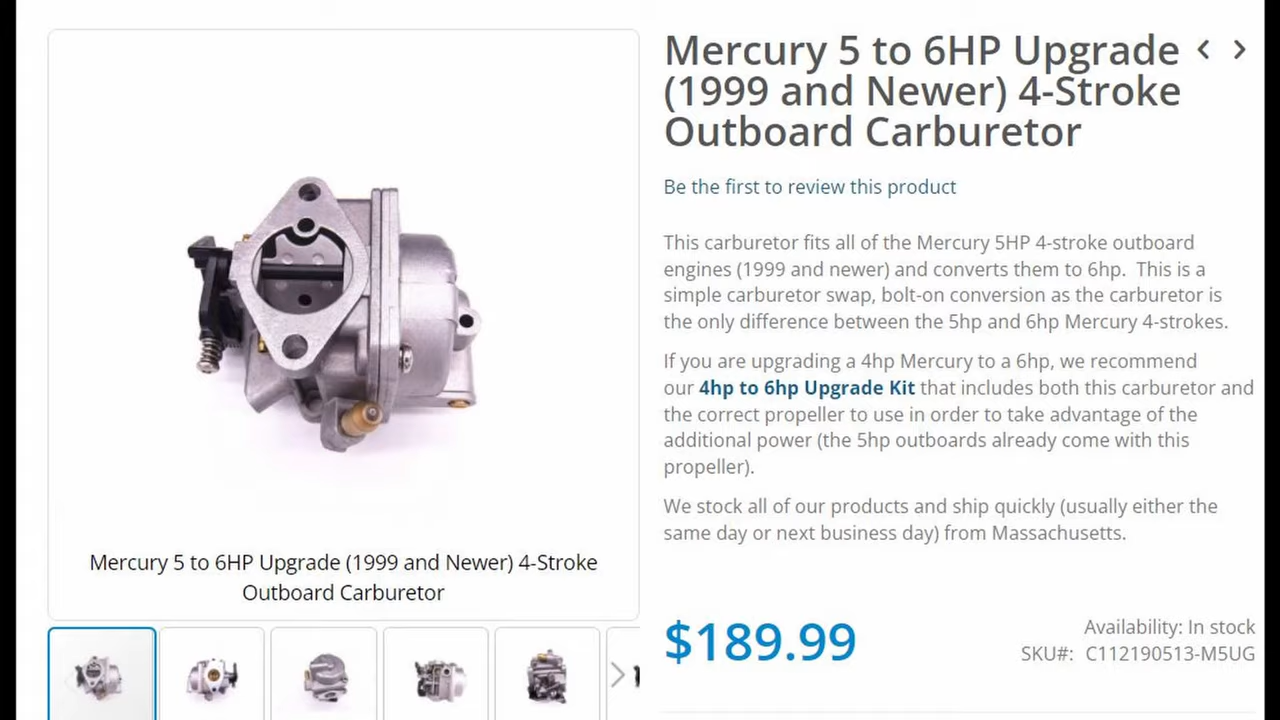 Mercury 5 to 6HP Upgrade
(1999 and Newer) 4-Stroke
Outboard Carburetor
Be the first to review this product
This carburetor fits all of the Mercury 5HP 4-stroke outboard
engines (1999 and newer) and converts them to 6hp. This is a
simple carburetor swap, bolt-on conversion as the carburetor is
the only difference between the 5hp and 6hp Mercury 4-strokes.
If you are upgrading a 4hp Mercury to a 6hp, we recommend
our 4hp to 6hp Upgrade Kit that includes both this carburetor and
the correct propeller to use in order to take advantage of the
additional power (the 5hp outboards already come with this
propeller).
We stock all of our products and ship quickly (usually either the
same day or next business day) from Massachusetts.
Mercury 5 to 6HP Upgrade (1999 and Newer) 4-Stroke
Outboard Carburetor
$189.99
Availability: In stock
SKU#: C112190513-M5UG